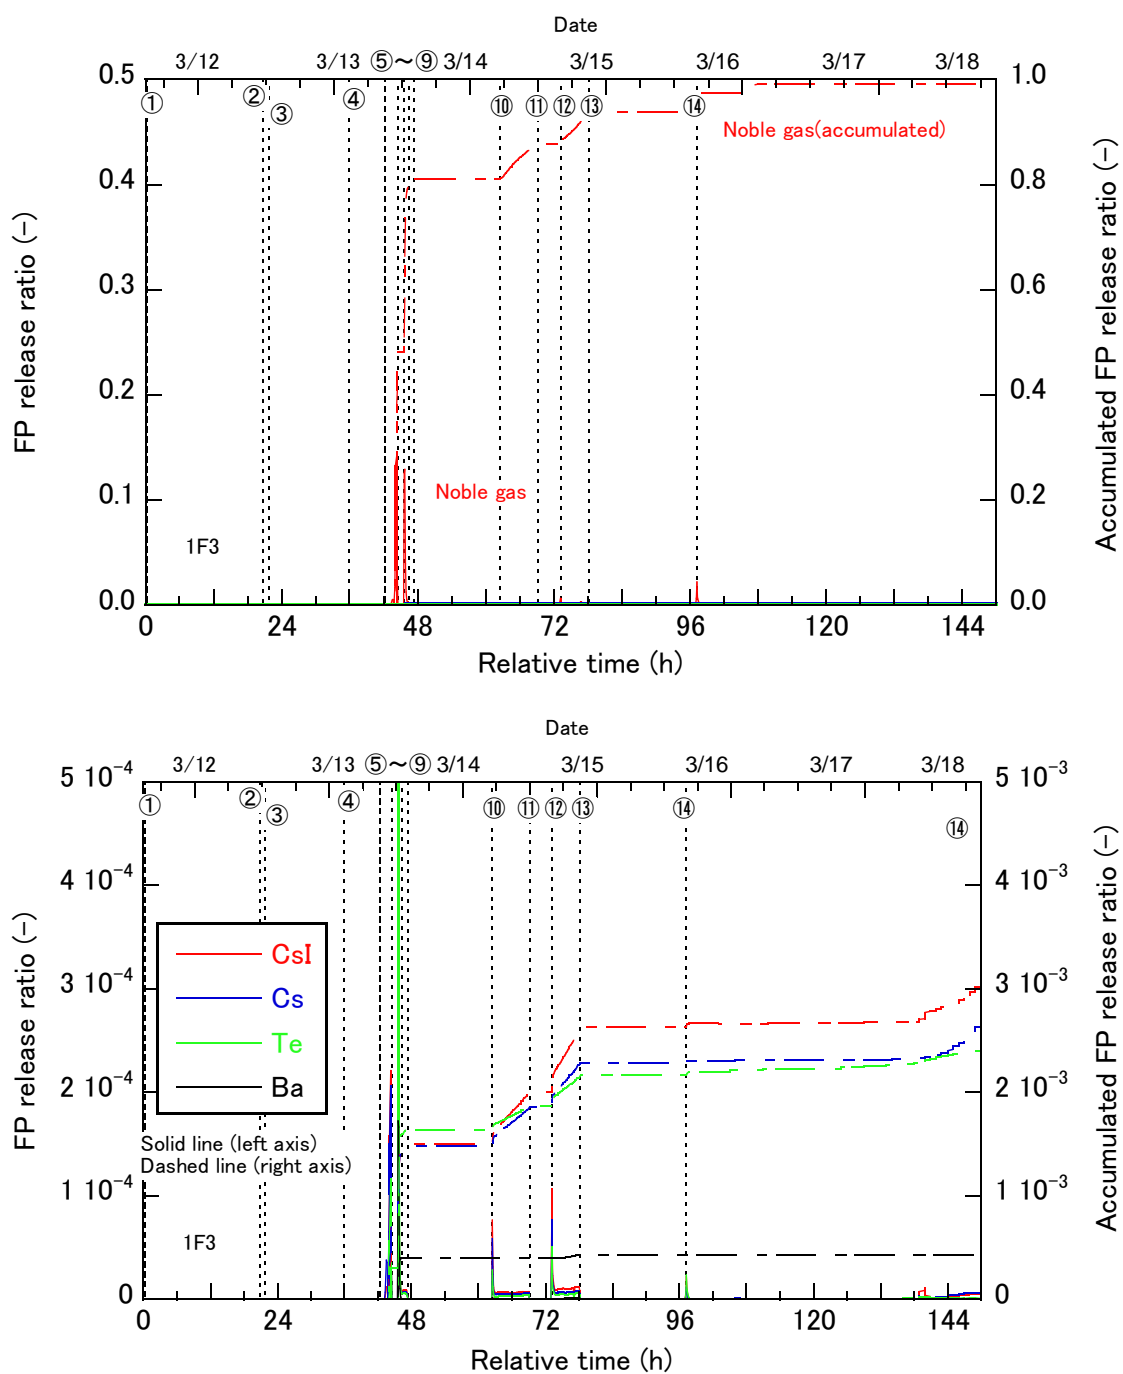 Date
3/12 3/13 ⑤～⑨ 3/14 3/15 3/16 3/17 3/18
0.5 1.0
① ② ③ ④ ⑩ ⑪ ⑫ ⑬ ⑭
Noble gas(accumulated)
0.4 0.8
0.3 0.6
0.2 0.4
Noble gas
0.1 0.2
1F3
0.0 0.0
0 24 48 72 96 120 144
Relative time (h)
FP release ratio (-)
Accumulated FP release ratio (-)
Date
3/12 3/13 ⑤～⑨ 3/14 3/15 3/16 3/17 3/18
5 10⁻⁴ 5 10⁻³
① ② ③ ④ ⑩ ⑪ ⑫ ⑬ ⑭ ⑭
4 10⁻⁴ 4 10⁻³
CsI
3 10⁻⁴ 3 10⁻³
Cs
Te
2 10⁻⁴ 2 10⁻³
Ba
Solid line (left axis)
Dashed line (right axis)
1 10⁻⁴ 1 10⁻³
1F3
0 0
0 24 48 72 96 120 144
Relative time (h)
FP release ratio (-)
Accumulated FP release ratio (-)